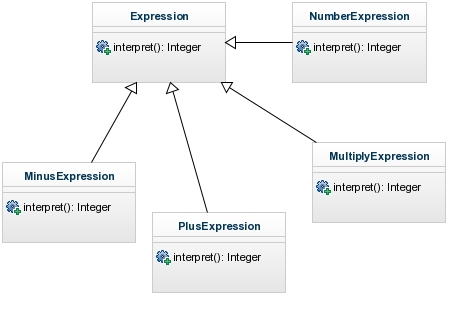 Expression
interpret(): Integer
NumberExpression
interpret(): Integer
MinusExpression
interpret(): Integer
PlusExpression
interpret(): Integer
MultiplyExpression
interpret(): Integer